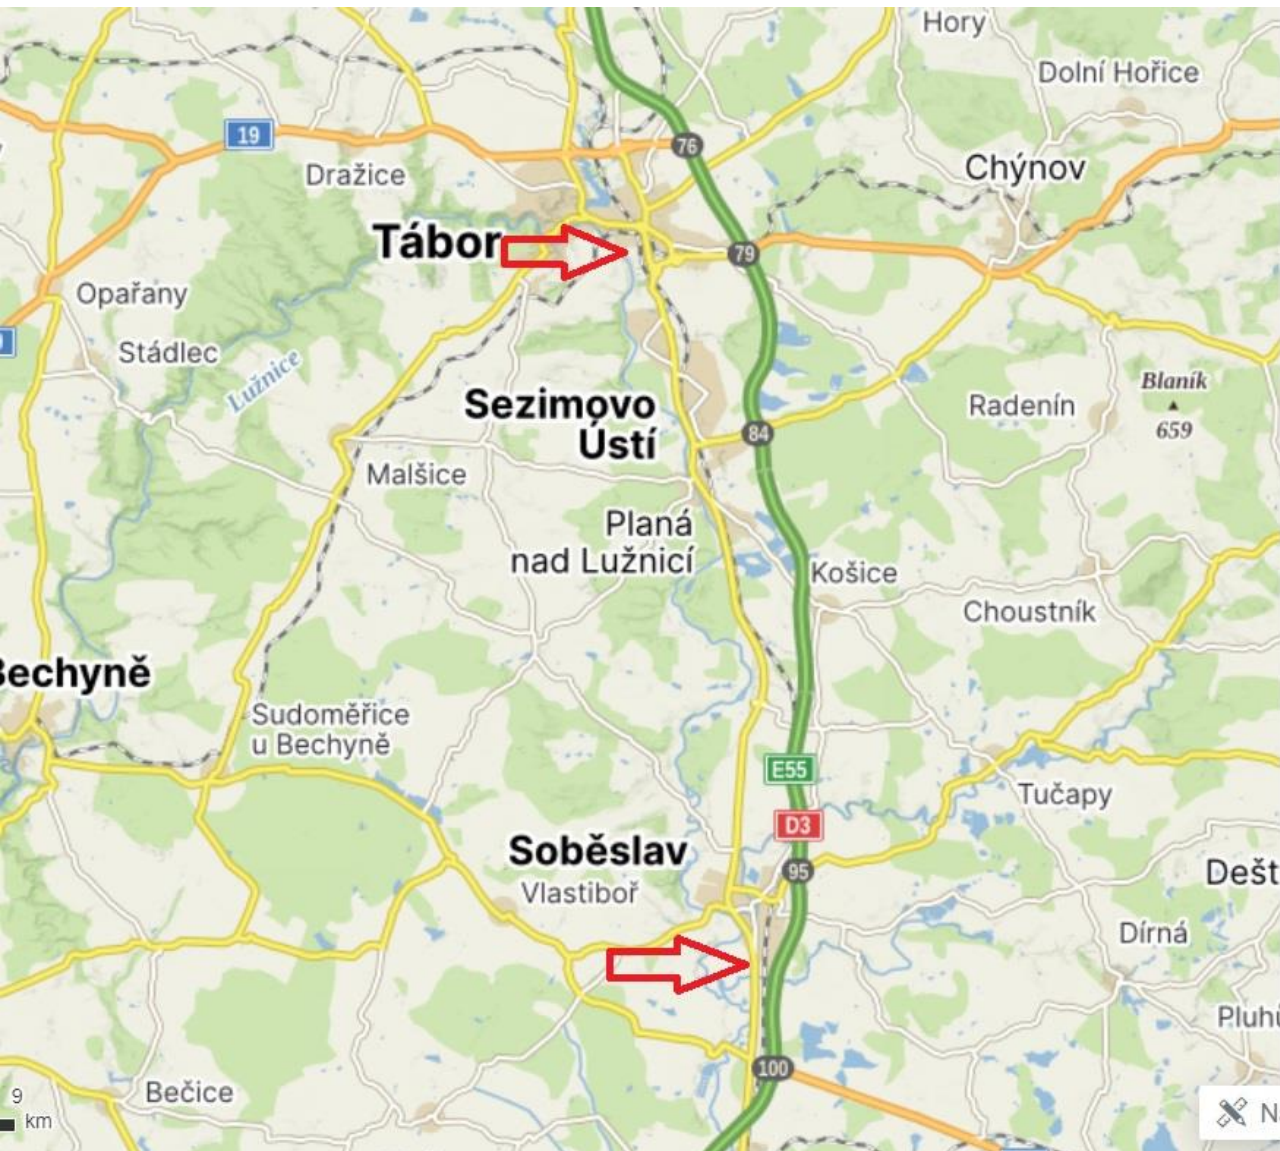 Hory
Dolní Hořice
19
76
Dražice
Chýnov
Tábor
79
Opařany
Stádlec
Lužnice
Blaník
659
Sezimovo
Ústí
Radenín
84
Malšice
Planá
nad Lužnicí
Košice
Choustník
Bechyně
Sudoměřice
u Bechyně
E55
Tučapy
D3
Soběslav
95
Dešt
Vlastiboř
Dírná
Pluhů
100
Bečice
9
km
N